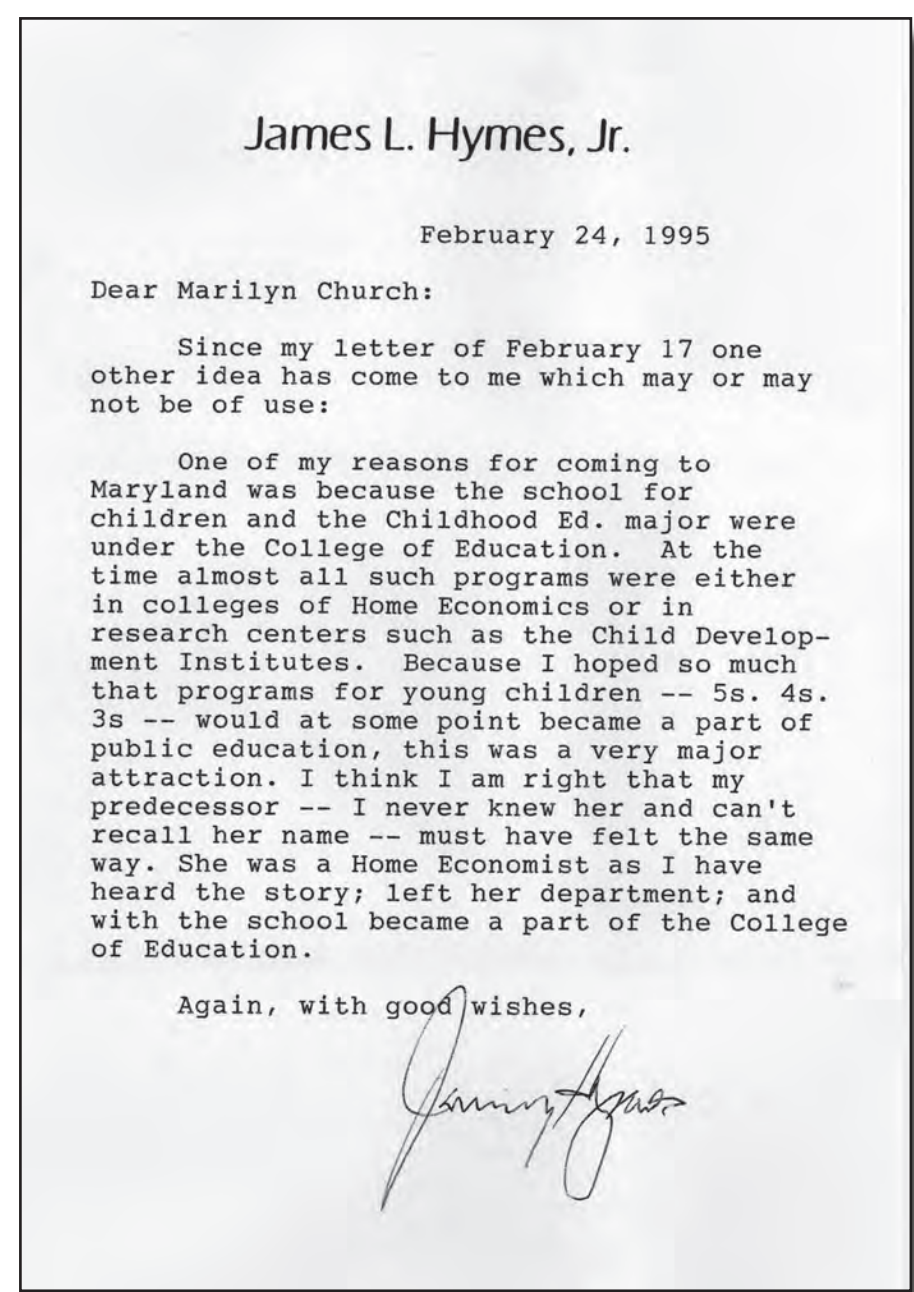 James L. Hymes, Jr.
February 24, 1995
Dear Marilyn Church:
Since my letter of February 17 one
other idea has come to me which may or may
not be of use:
One of my reasons for coming to
Maryland was because the school for
children and the Childhood Ed. major were
under the College of Education.  At the
time almost all such programs were either
in colleges of Home Economics or in
research centers such as the Child Develop-
ment Institutes.  Because I hoped so much
that programs for young children -- 5s. 4s.
3s -- would at some point became a part of
public education, this was a very major
attraction. I think I am right that my
predecessor -- I never knew her and can't
recall her name -- must have felt the same
way. She was a Home Economist as I have
heard the story; left her department; and
with the school became a part of the College
of Education.
Again, with good wishes,
Jimmy Hymes